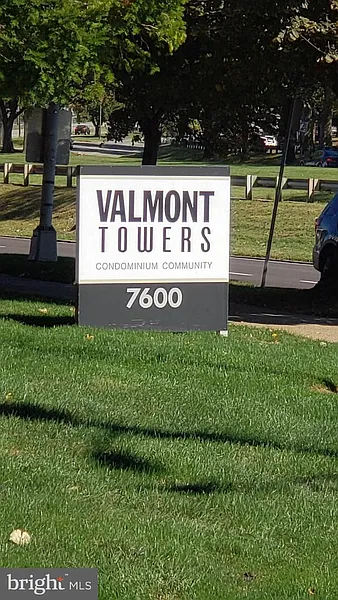 VALMONT
TOWERS
CONDOMINIUM COMMUNITY
7600
bright MLS